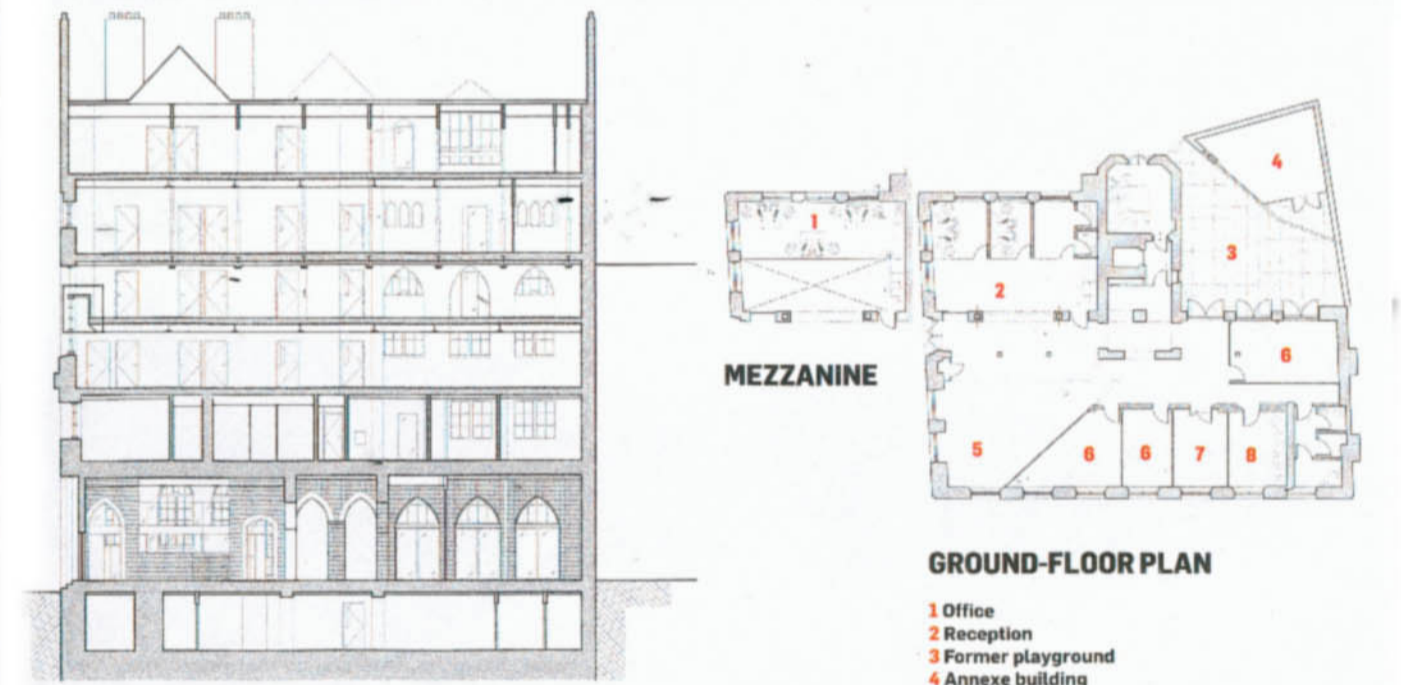 1
4
3
2
6
MEZZANINE
5
6
6
7
8
GROUND-FLOOR PLAN
1 Office
2 Reception
3 Former playground
4 Annexe building